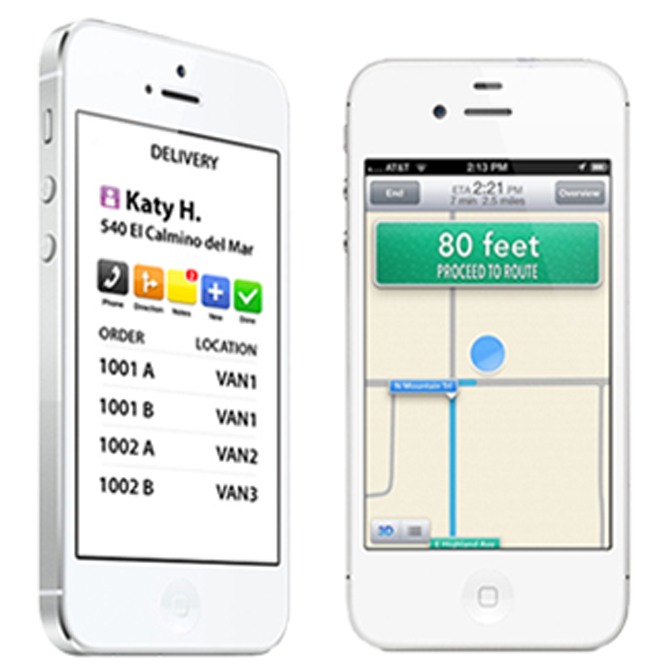 DELIVERY
Katy H.
540 El Calmino del Mar
2
Phone Direction Notes New Done
ORDER LOCATION
1001 A VAN1
1001 B VAN1
1002 A VAN2
1002 B VAN3
AT&T 2:13 PM
End ETA 2:21 PM Overview
7 min 2.5 miles
80 feet
PROCEED TO ROUTE
N Mountain Trl
3D
E Highland Ave